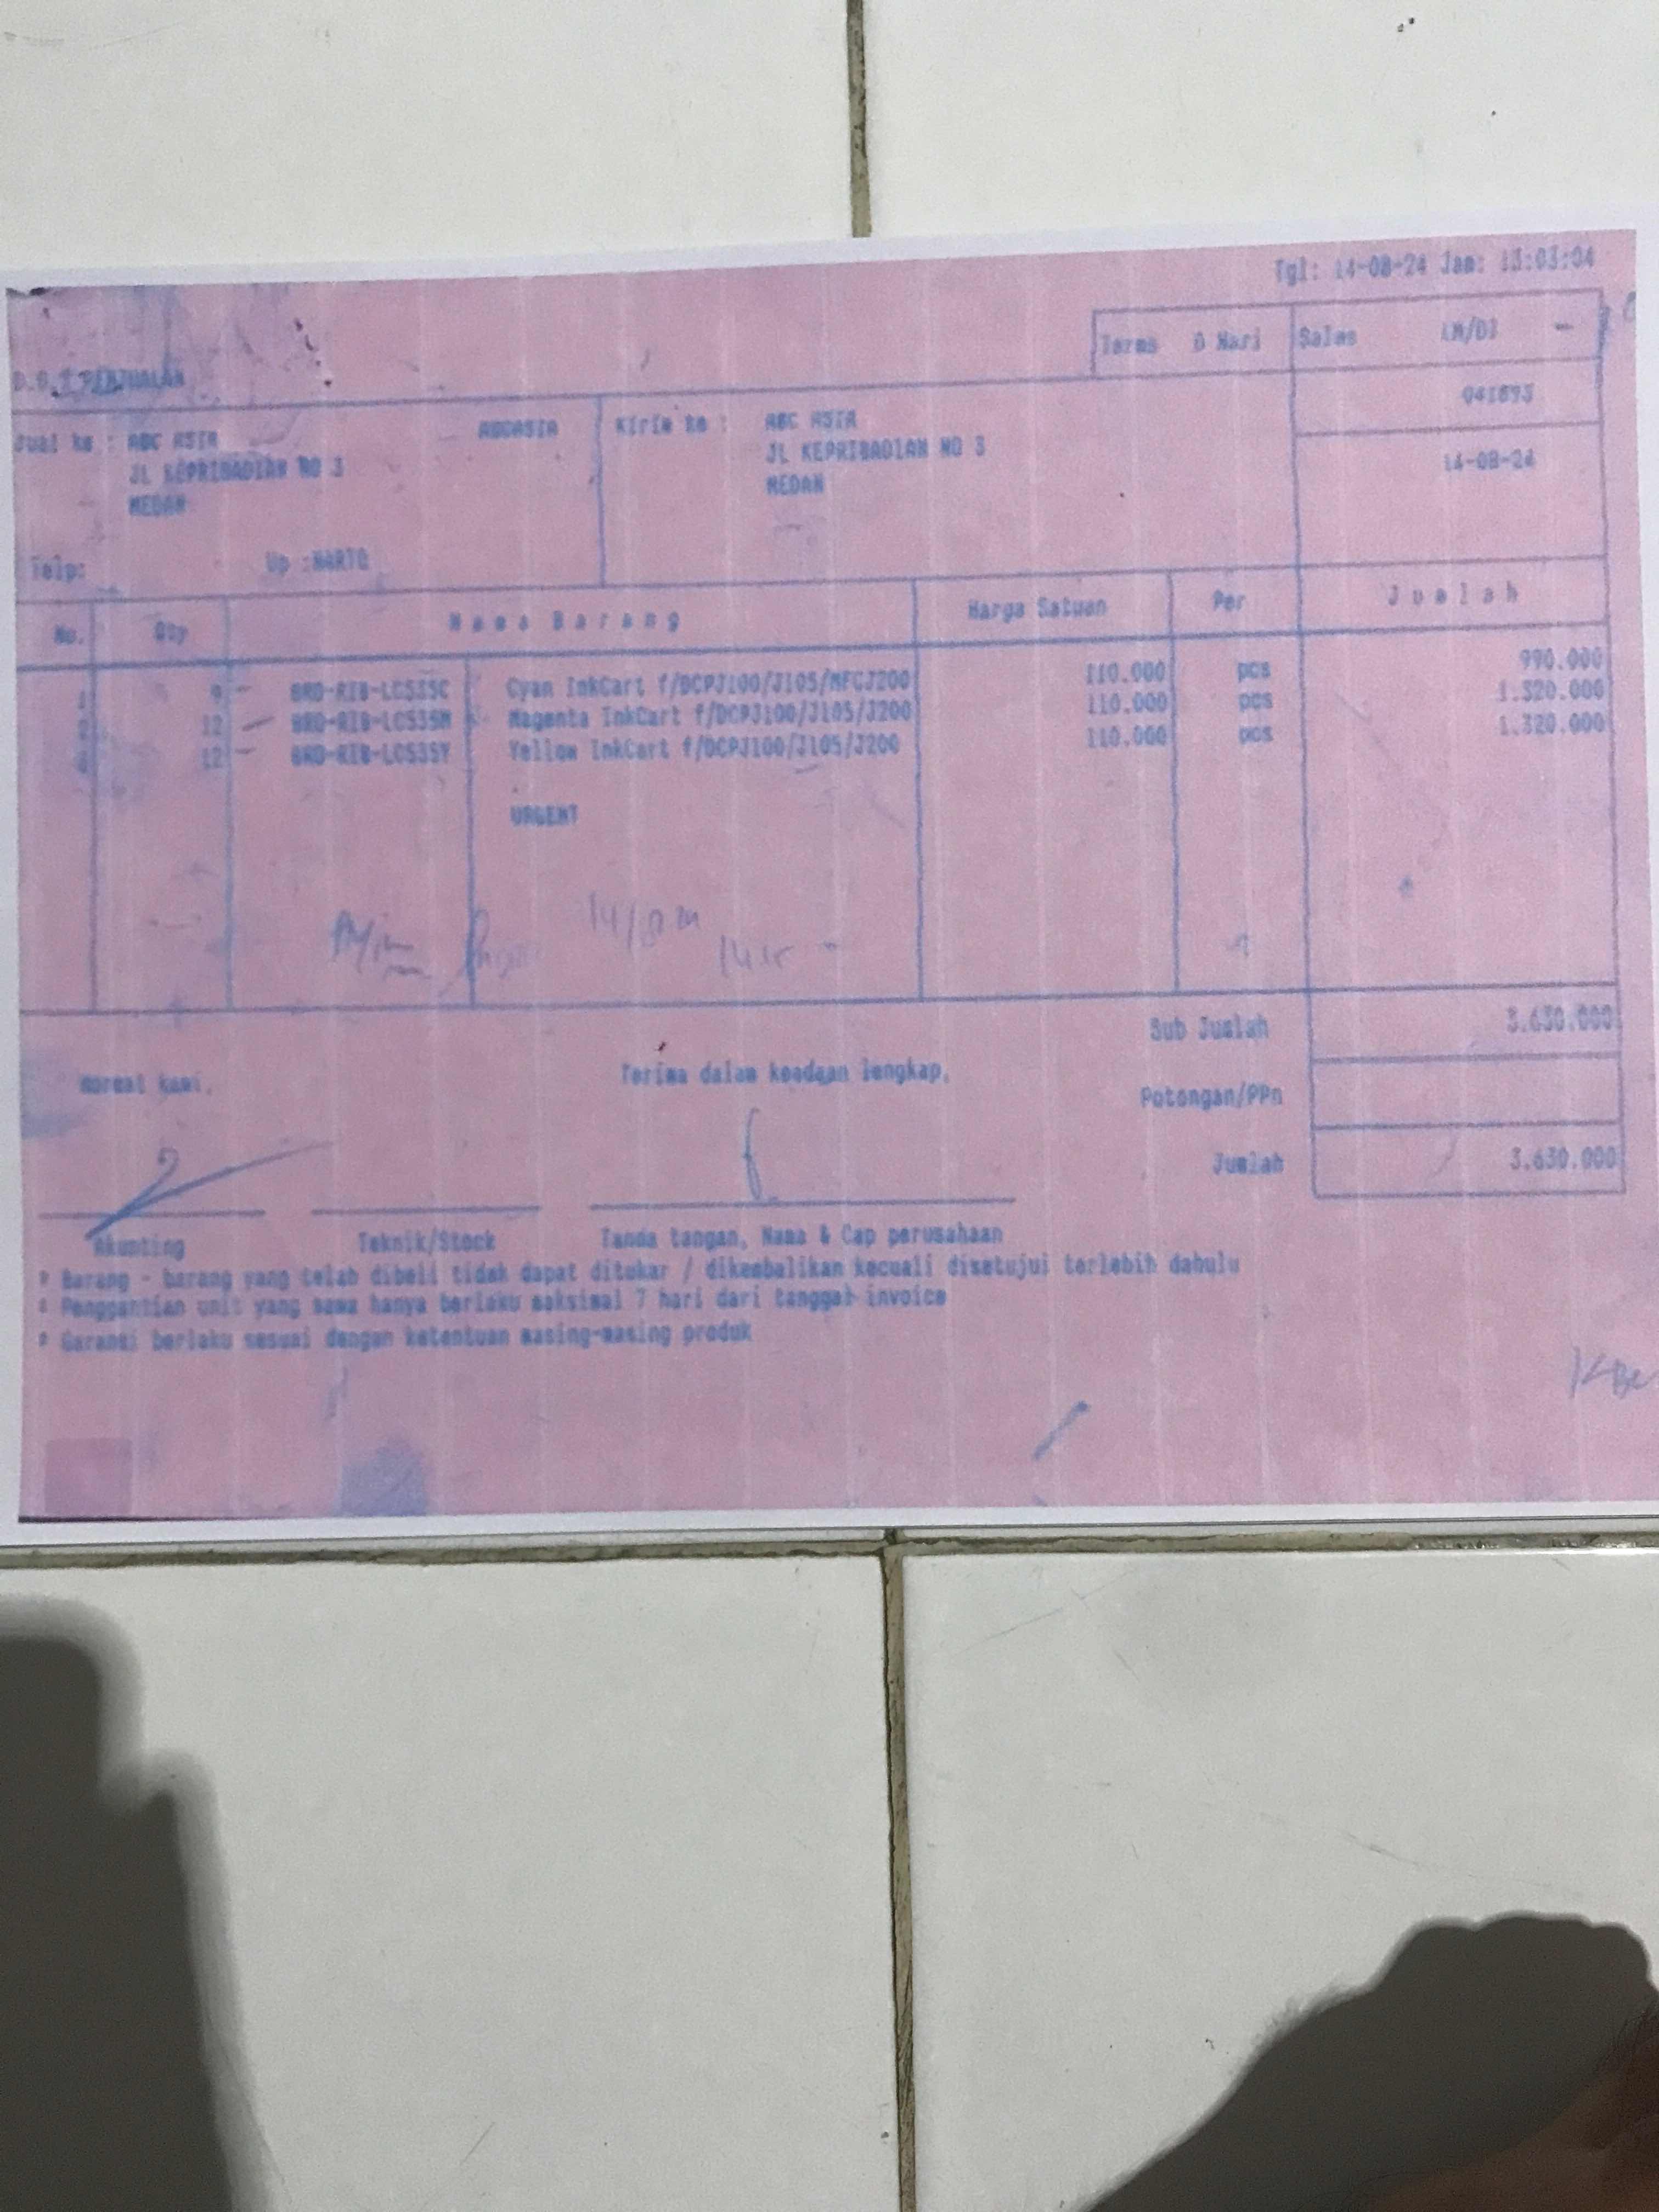 Tgl: 14-08-24 Jam: 13:03:04
Terms 0 Hari Sales (M/D) -
PENJUALAN
041693
Jual ke : ABC ASIA ABCASIA Kirim ke : ABC ASIA
JL KEPRIBADIAN NO 3 JL KEPRIBADIAN NO 3
MEDAN MEDAN
14-08-24
Telp: Up :MARTO
No. Qty Nama Barang Harga Satuan Per Jumlah
1 9 BRO-RIB-LC535C Cyan InkCart f/DCPJ100/J105/MFCJ200 110.000 pcs 990.000
2 12 BRO-RIB-LC535M Magenta InkCart f/DCPJ100/J105/J200 110.000 pcs 1.320.000
12 BRO-RIB-LC535Y Yellow InkCart f/DCPJ100/J105/J200 110.000 pcs 1.320.000
URGENT
14/8
Sub Jumlah 3.630.000
Hormat kami, Terima dalam keadaan lengkap,
Potongan/PPn
Jumlah 3.630.000
Akunting Teknik/Stock Tanda tangan, Nama & Cap perusahaan
* Barang - barang yang telah dibeli tidak dapat ditukar / dikembalikan kecuali disetujui terlebih dahulu
* Penggantian unit yang sama hanya berlaku maksimal 7 hari dari tanggal invoice
* Garansi berlaku sesuai dengan ketentuan masing-masing produk